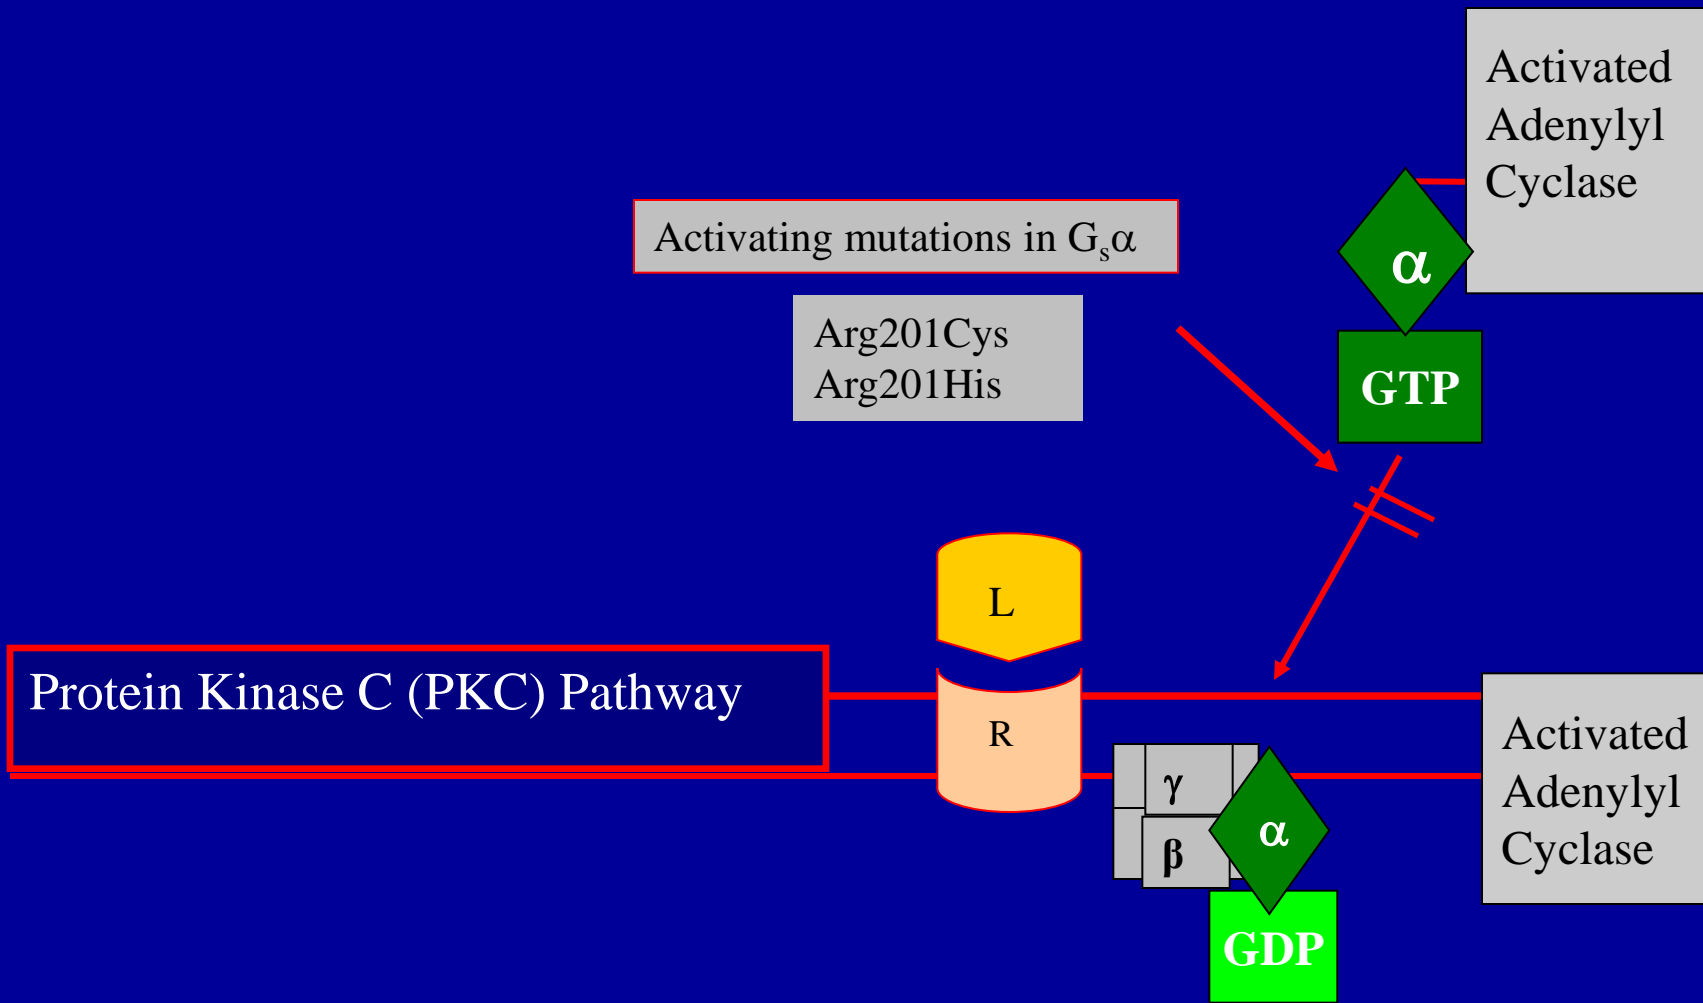 Activated
Adenylyl
Cyclase
Activating mutations in Gₛα
α
Arg201Cys
Arg201His
GTP
L
Protein Kinase C (PKC) Pathway
R
Activated
Adenylyl
Cyclase
γ
α
β
GDP